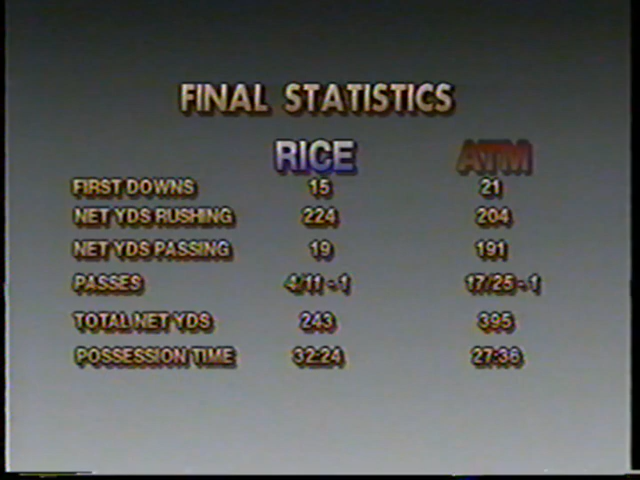 FINAL STATISTICS
RICE ATM
FIRST DOWNS 15 21
NET YDS RUSHING 224 204
NET YDS PASSING 19 191
PASSES 4/11 - 1 17/25 - 1
TOTAL NET YDS 243 395
POSSESSION TIME 32:24 27:36